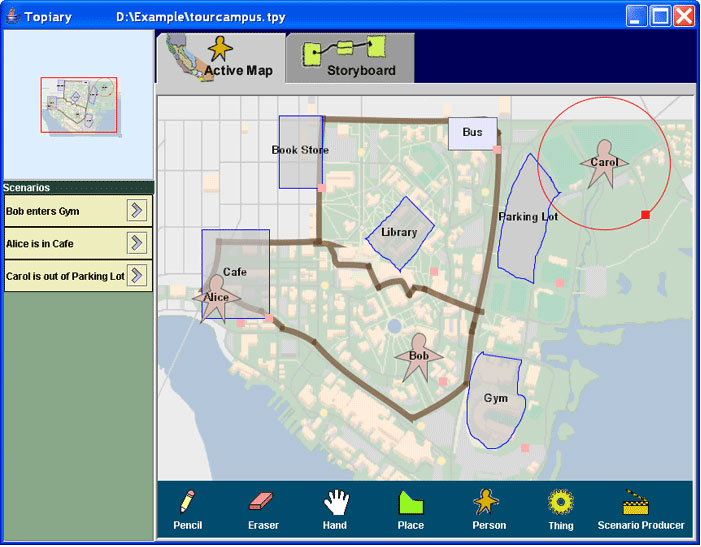 Topiary D:\Example\tourcampus.tpy
Active Map
Storyboard
Scenarios
Bob enters Gym
Alice is in Cafe
Carol is out of Parking Lot
Bus
Book Store
Carol
Parking Lot
Library
Cafe
Alice
Bob
Gym
Pencil
Eraser
Hand
Place
Person
Thing
Scenario Producer